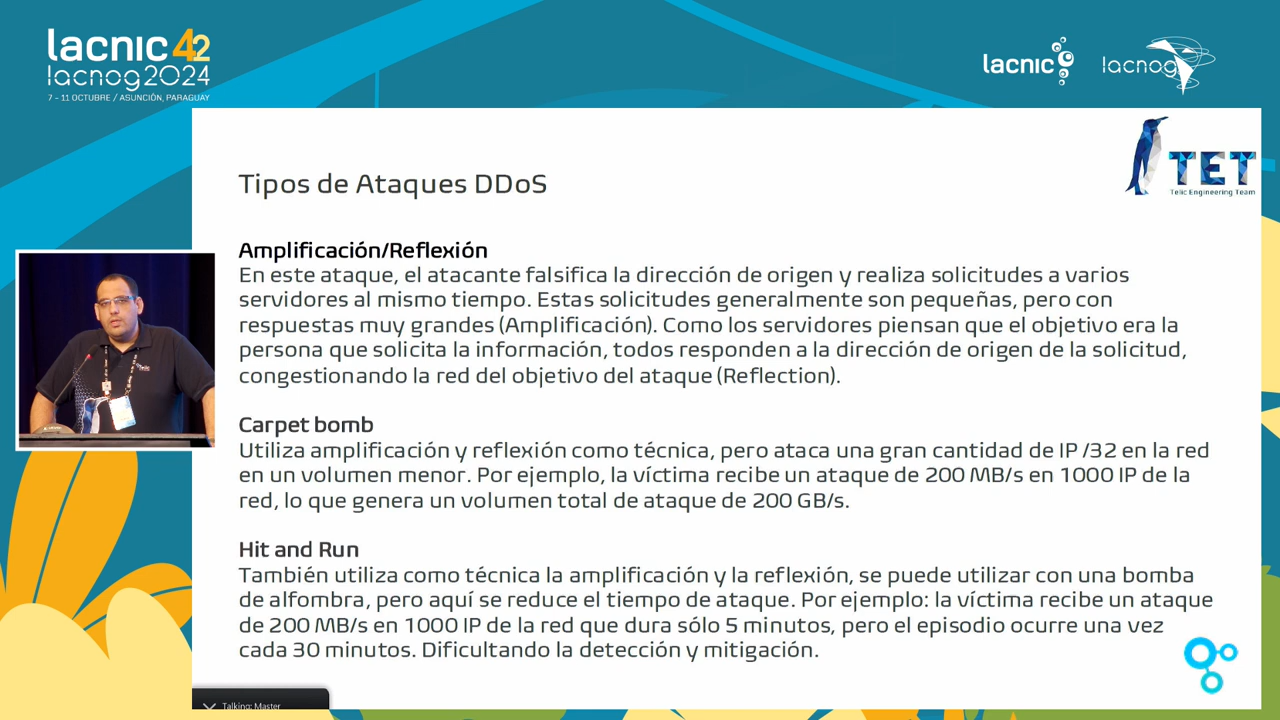 lacnic 42
lacnog2024
7 - 11 OCTUBRE / ASUNCIÓN, PARAGUAY
lacnic
lacnog
TET
Telic Engineering Team
Tipos de Ataques DDoS
Amplificación/Reflexión
En este ataque, el atacante falsifica la dirección de origen y realiza solicitudes a varios
servidores al mismo tiempo. Estas solicitudes generalmente son pequeñas, pero con
respuestas muy grandes (Amplificación). Como los servidores piensan que el objetivo era la
persona que solicita la información, todos responden a la dirección de origen de la solicitud,
congestionando la red del objetivo del ataque (Reflection).
Carpet bomb
Utiliza amplificación y reflexión como técnica, pero ataca una gran cantidad de IP /32 en la red
en un volumen menor. Por ejemplo, la víctima recibe un ataque de 200 MB/s en 1000 IP de la
red, lo que genera un volumen total de ataque de 200 GB/s.
Hit and Run
También utiliza como técnica la amplificación y la reflexión, se puede utilizar con una bomba
de alfombra, pero aquí se reduce el tiempo de ataque. Por ejemplo: la víctima recibe un ataque
de 200 MB/s en 1000 IP de la red que dura sólo 5 minutos, pero el episodio ocurre una vez
cada 30 minutos. Dificultando la detección y mitigación.
Talking: Master